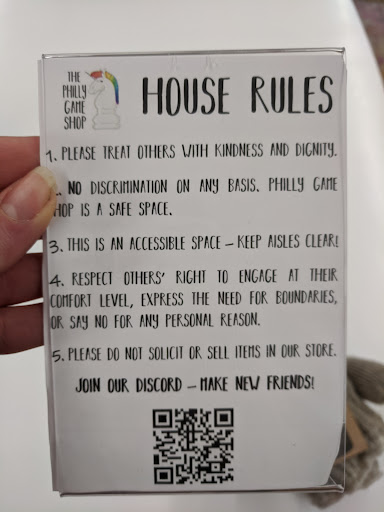 THE
PHILLY
GAME
SHOP
HOUSE RULES
1. PLEASE TREAT OTHERS WITH KINDNESS AND DIGNITY.
. NO DISCRIMINATION ON ANY BASIS. PHILLY GAME
HOP IS A SAFE SPACE.
3. THIS IS AN ACCESSIBLE SPACE – KEEP AISLES CLEAR!
4. RESPECT OTHERS' RIGHT TO ENGAGE AT THEIR
COMFORT LEVEL, EXPRESS THE NEED FOR BOUNDARIES,
OR SAY NO FOR ANY PERSONAL REASON.
5. PLEASE DO NOT SOLICIT OR SELL ITEMS IN OUR STORE.
JOIN OUR DISCORD – MAKE NEW FRIENDS!